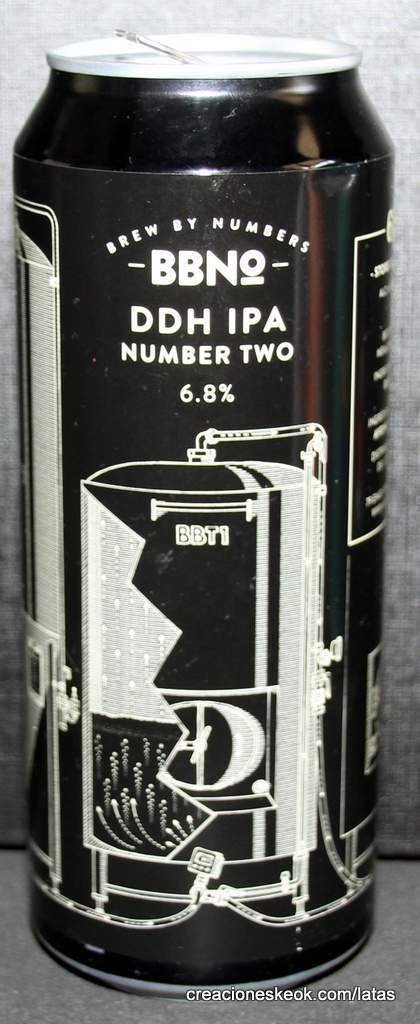 BREW BY NUMBERS
BBNº
DDH IPA
NUMBER TWO
6.8%
BBT1
creacioneskeok.com/latas